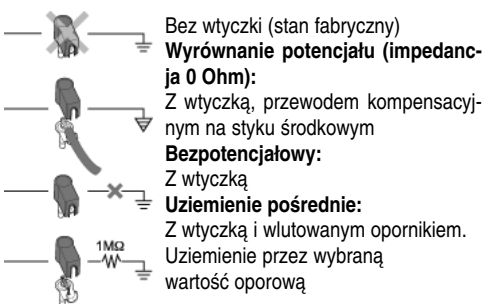 Bez wtyczki (stan fabryczny)
Wyrównanie potencjału (impedanc-
ja 0 Ohm):
Z wtyczką, przewodem kompensacyj-
nym na styku środkowym
Bezpotencjałowy:
Z wtyczką
Uziemienie pośrednie:
1MΩ
Z wtyczką i wlutowanym opornikiem.
Uziemienie przez wybraną
wartość oporową